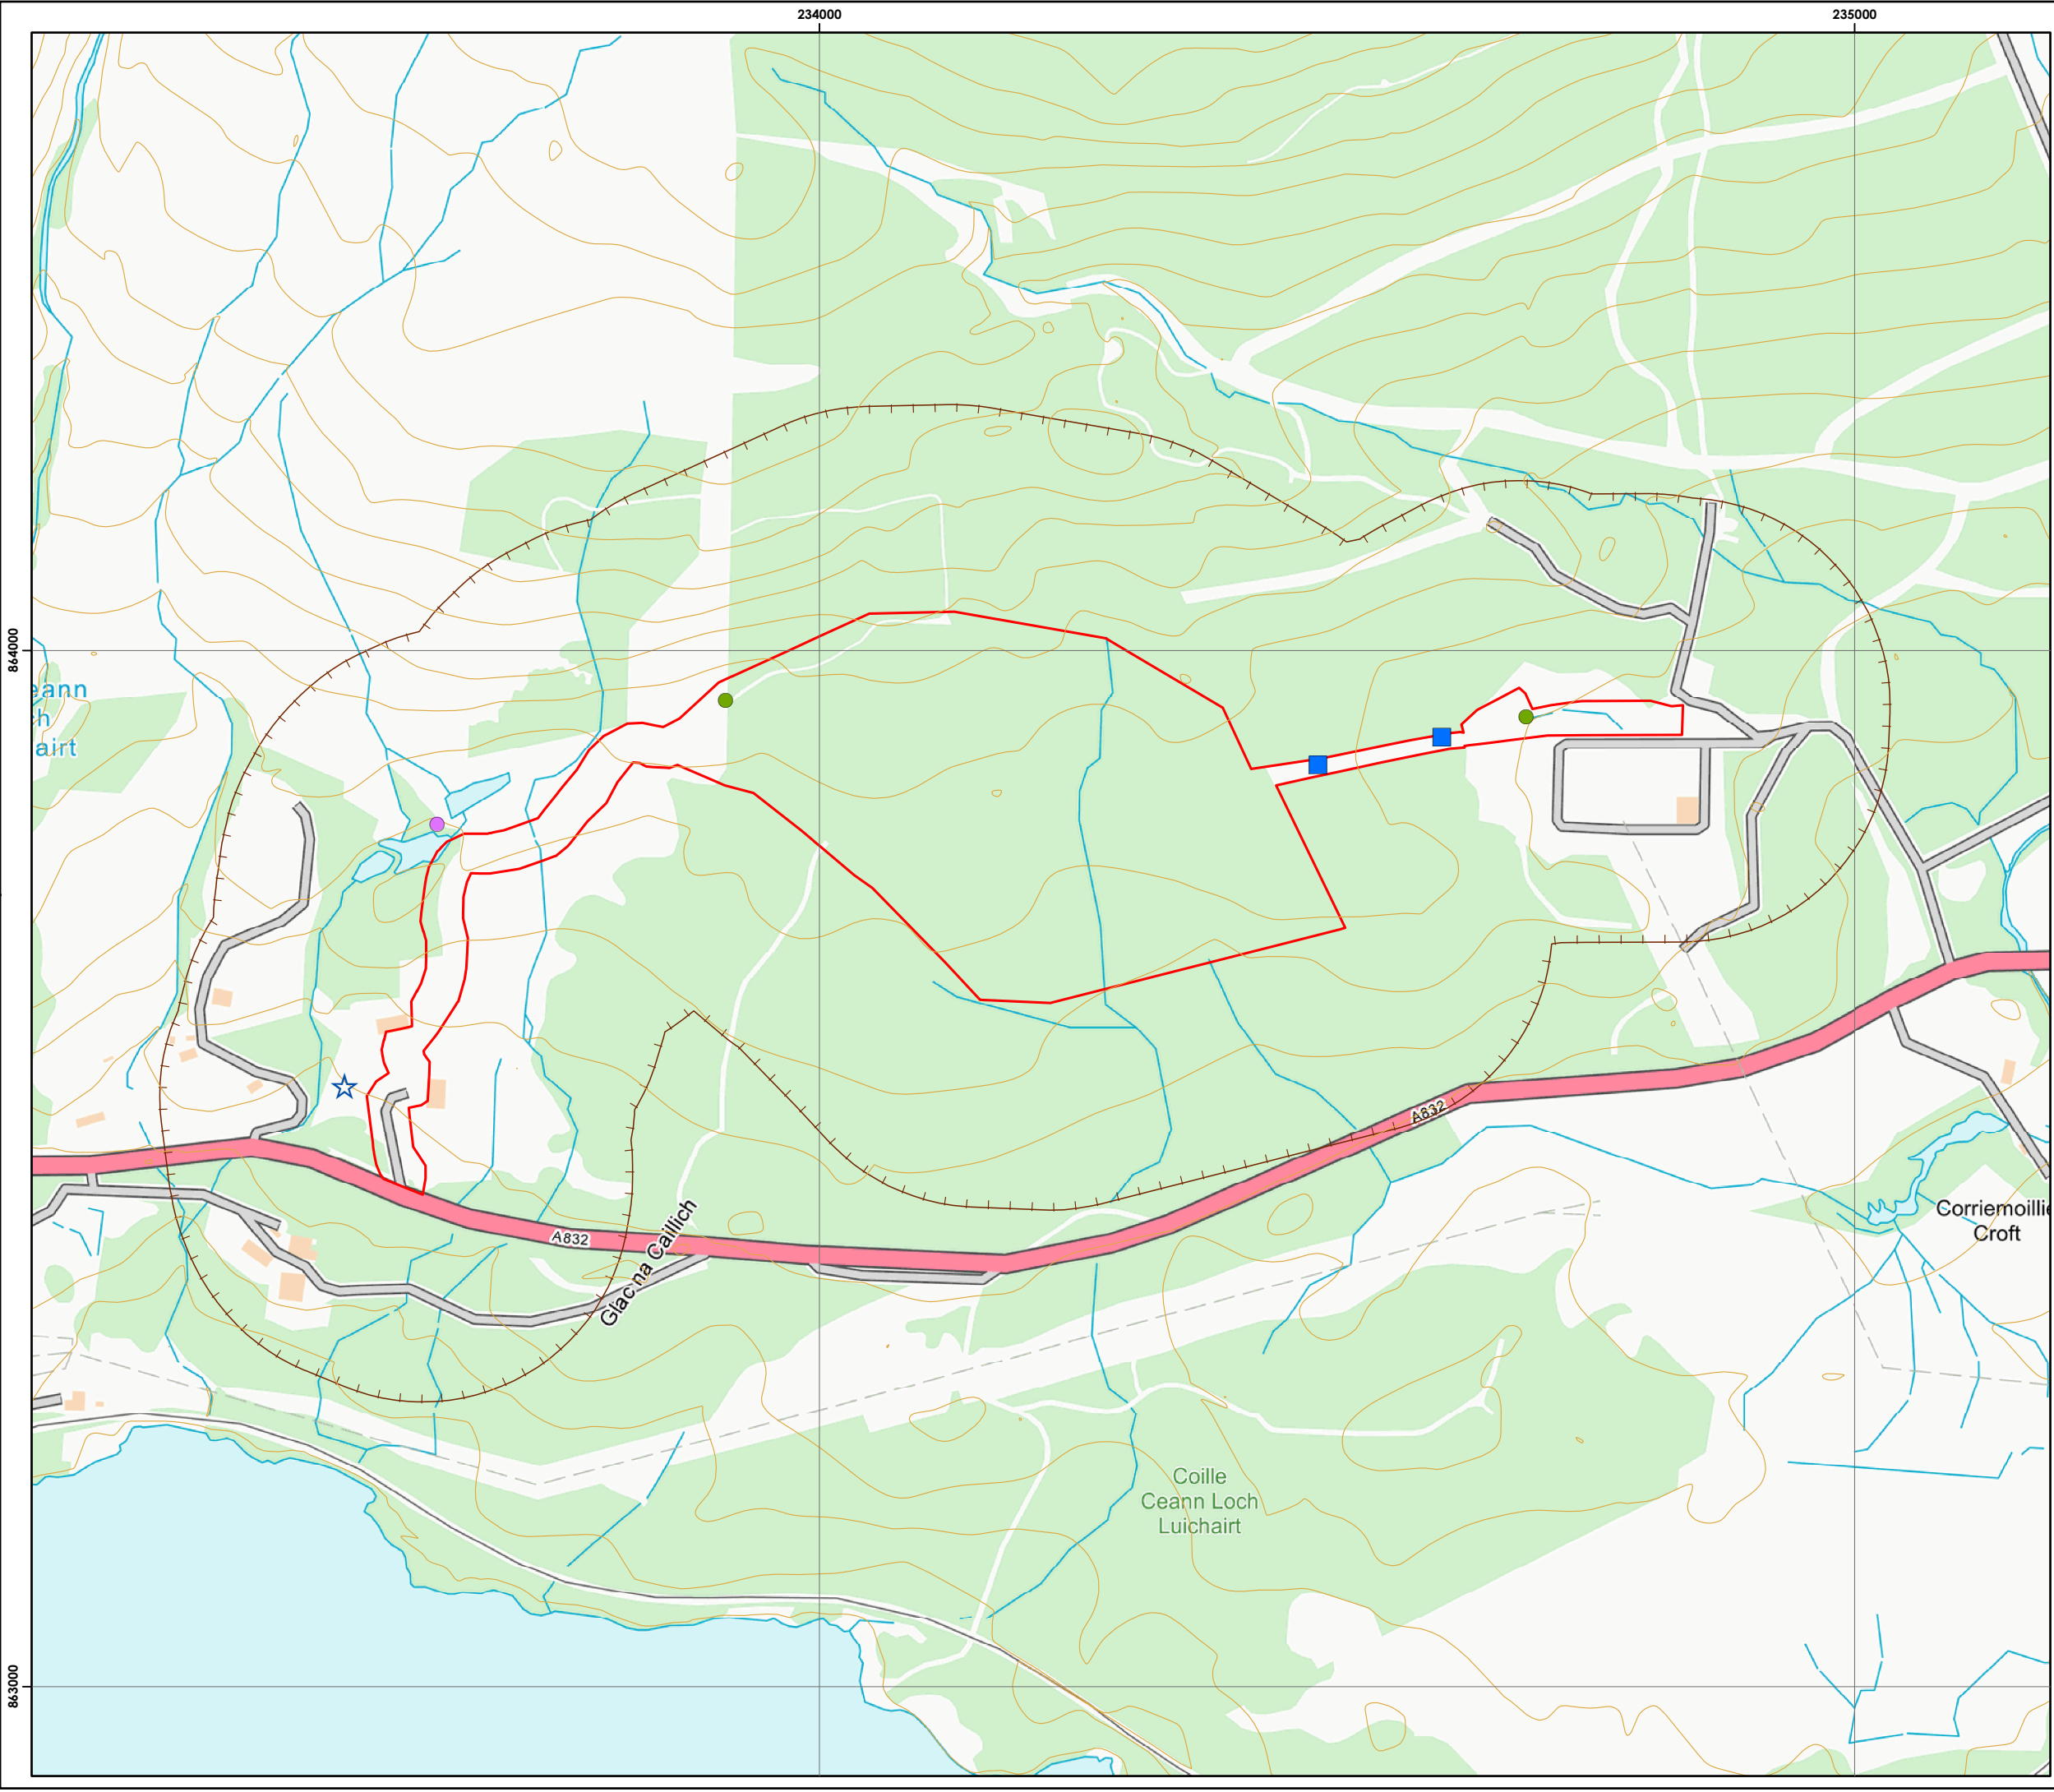 234000
235000
864000
eann
ch
airt
A832
A832
Glac na Caillich
Corriemoillie
Croft
Coille
Ceann Loch
Luichairt
863000